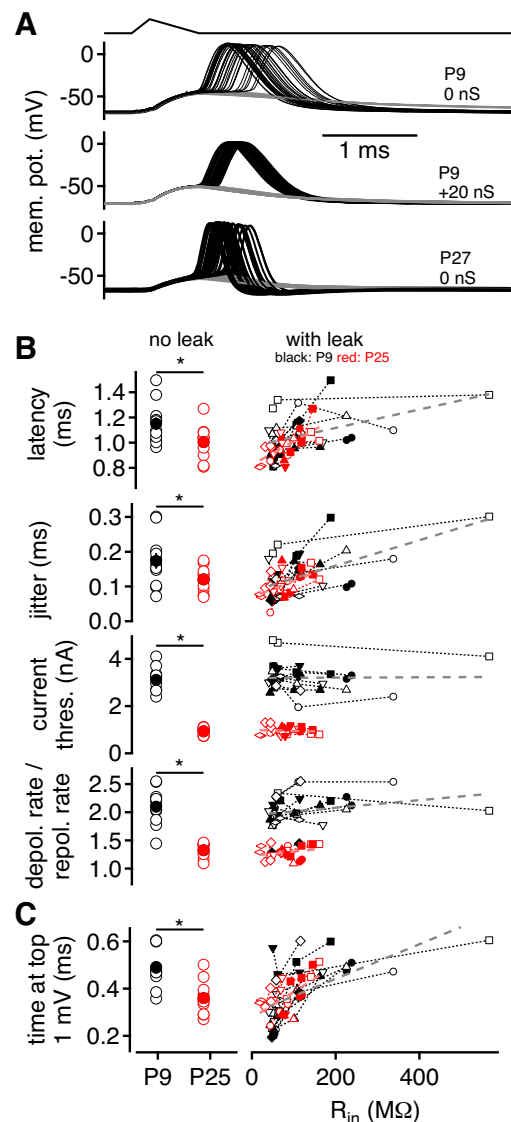 A
mem. pot. (mV)
0
-50
P9
0 nS
1 ms
0
-50
P9
+20 nS
0
-50
P27
0 nS
B
no leak
with leak
black: P9 red: P25
latency
(ms)
1.4
1.2
1.0
0.8
*
jitter (ms)
0.3
0.2
0.1
0.0
*
current
thres. (nA)
4
2
0
*
depol. rate /
repol. rate
2.5
2.0
1.5
1.0
*
C
time at top
1 mV (ms)
0.6
0.4
0.2
*
P9 P25
0 200 400
Rin (MΩ)